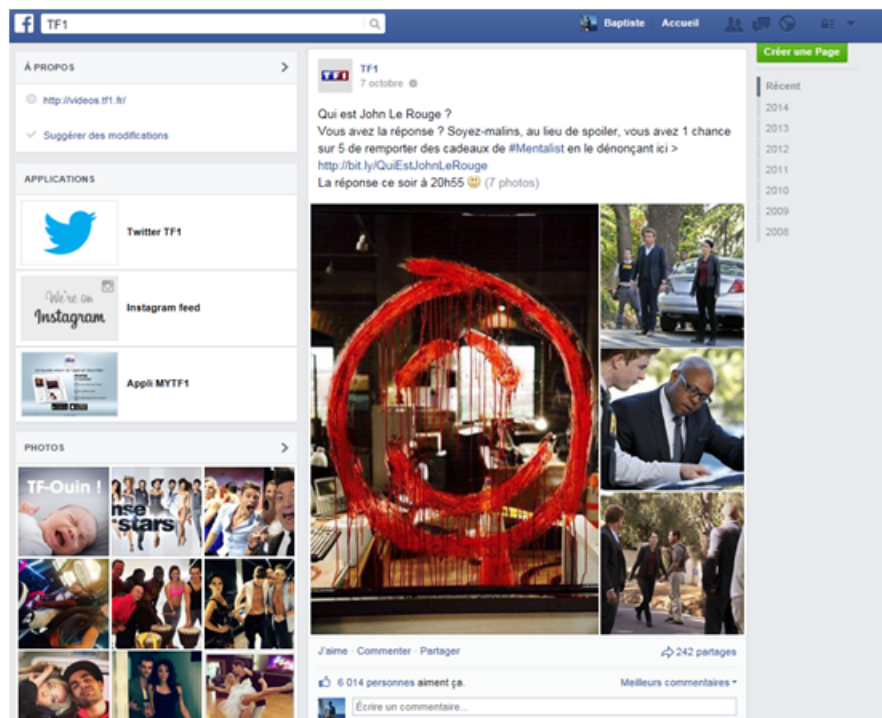 TF1
Baptiste Accueil
Créer une Page
Récent
2014
2013
2012
2011
2010
2009
2008
À PROPOS
http://videos.tf1.fr/
Suggérer des modifications
APPLICATIONS
Twitter TF1
We're on Instagram
Instagram feed
Appli MYTF1
PHOTOS
TF-Ouin !
nse
stars
TF1
TF1
7 octobre
Qui est John Le Rouge ?
Vous avez la réponse ? Soyez-malins, au lieu de spoiler, vous avez 1 chance
sur 5 de remporter des cadeaux de #Mentalist en le dénonçant ici >
http://bit.ly/QuiEstJohnLeRouge
La réponse ce soir à 20h55 (7 photos)
J'aime · Commenter · Partager
242 partages
6 014 personnes aiment ça.
Meilleurs commentaires
Écrire un commentaire...